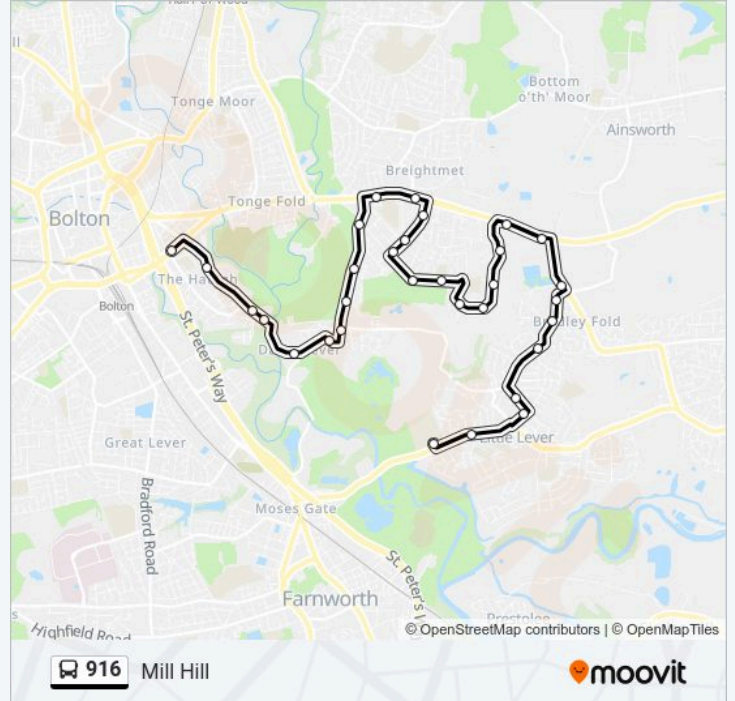 Tonge Moor
Bottom
o'th' Moor
Ainsworth
Breightmet
Tonge Fold
Bolton
The Haulgh
Bolton
Bradley Fold
St. Peter's Way
Darcy Lever
Great Lever
Little Lever
Bradford Road
Moses Gate
St. Peter's
Farnworth
Prestolee
Highfield Road
© OpenStreetMap contributors | © OpenMapTiles
916 Mill Hill
moovit